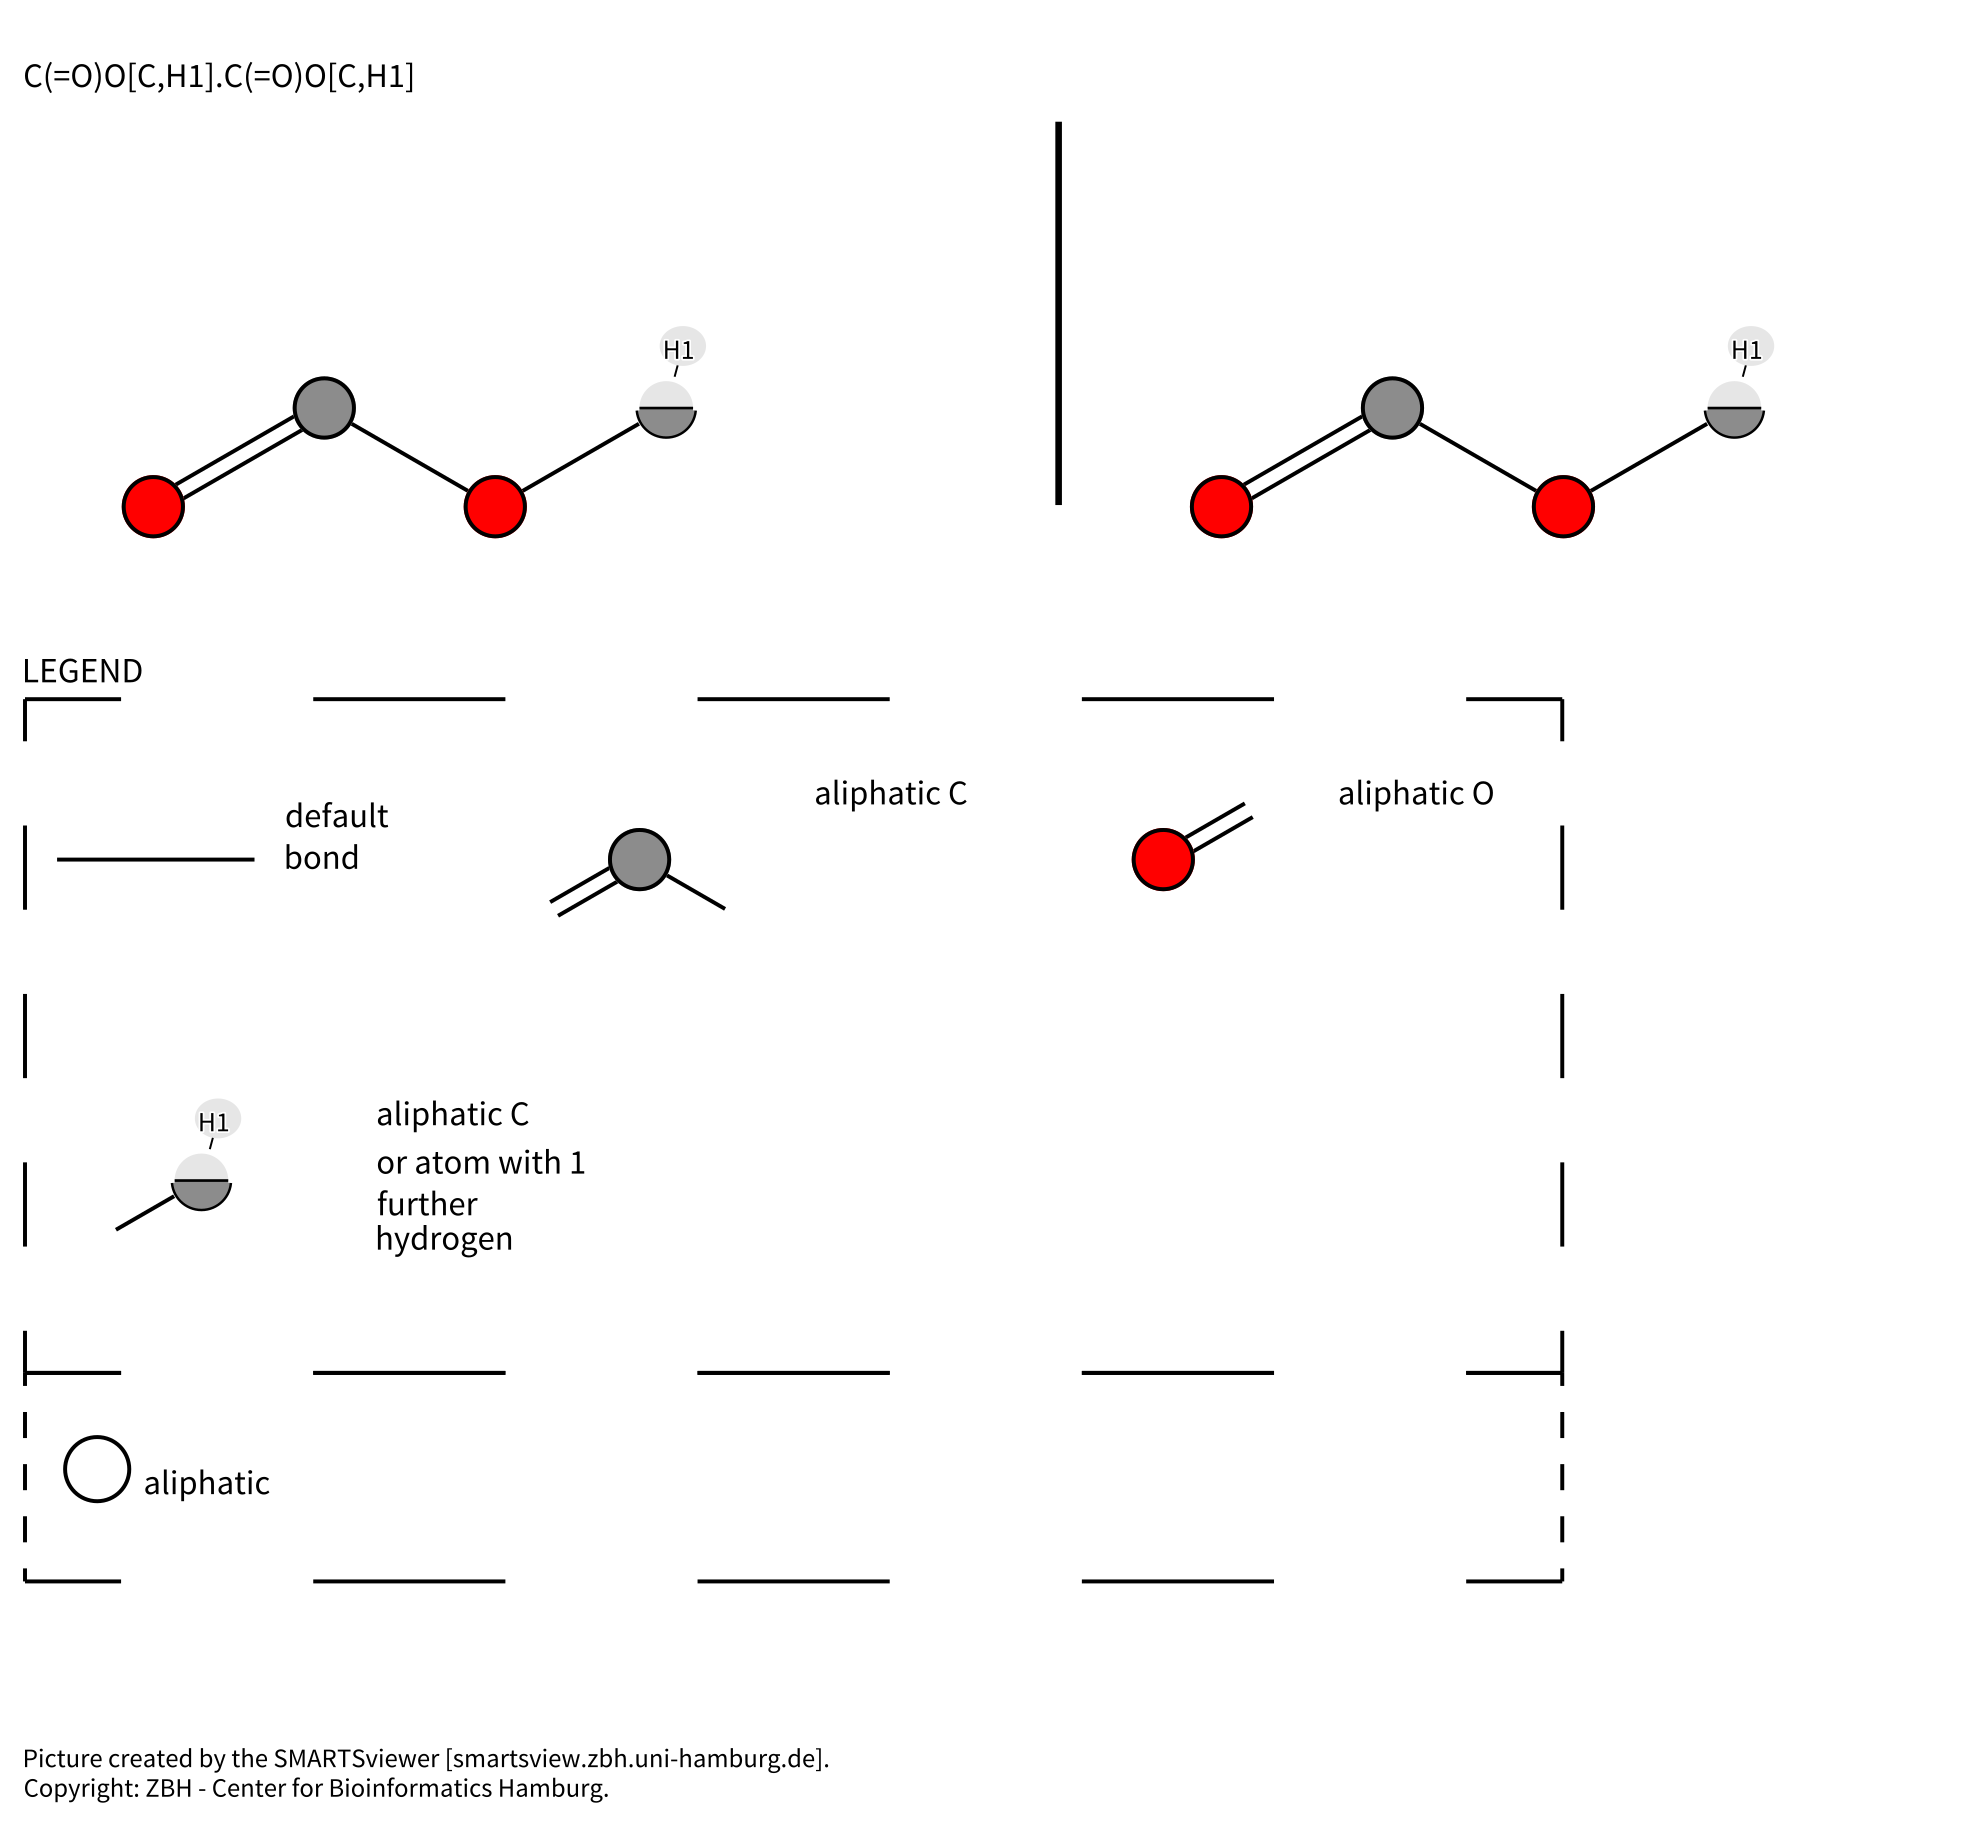 C(=O)O[C,H1].C(=O)O[C,H1]
H1
H1
LEGEND
default
bond
aliphatic C
aliphatic O
H1
aliphatic C
or atom with 1
further
hydrogen
aliphatic
Picture created by the SMARTSviewer [smartsview.zbh.uni-hamburg.de].
Copyright: ZBH - Center for Bioinformatics Hamburg.